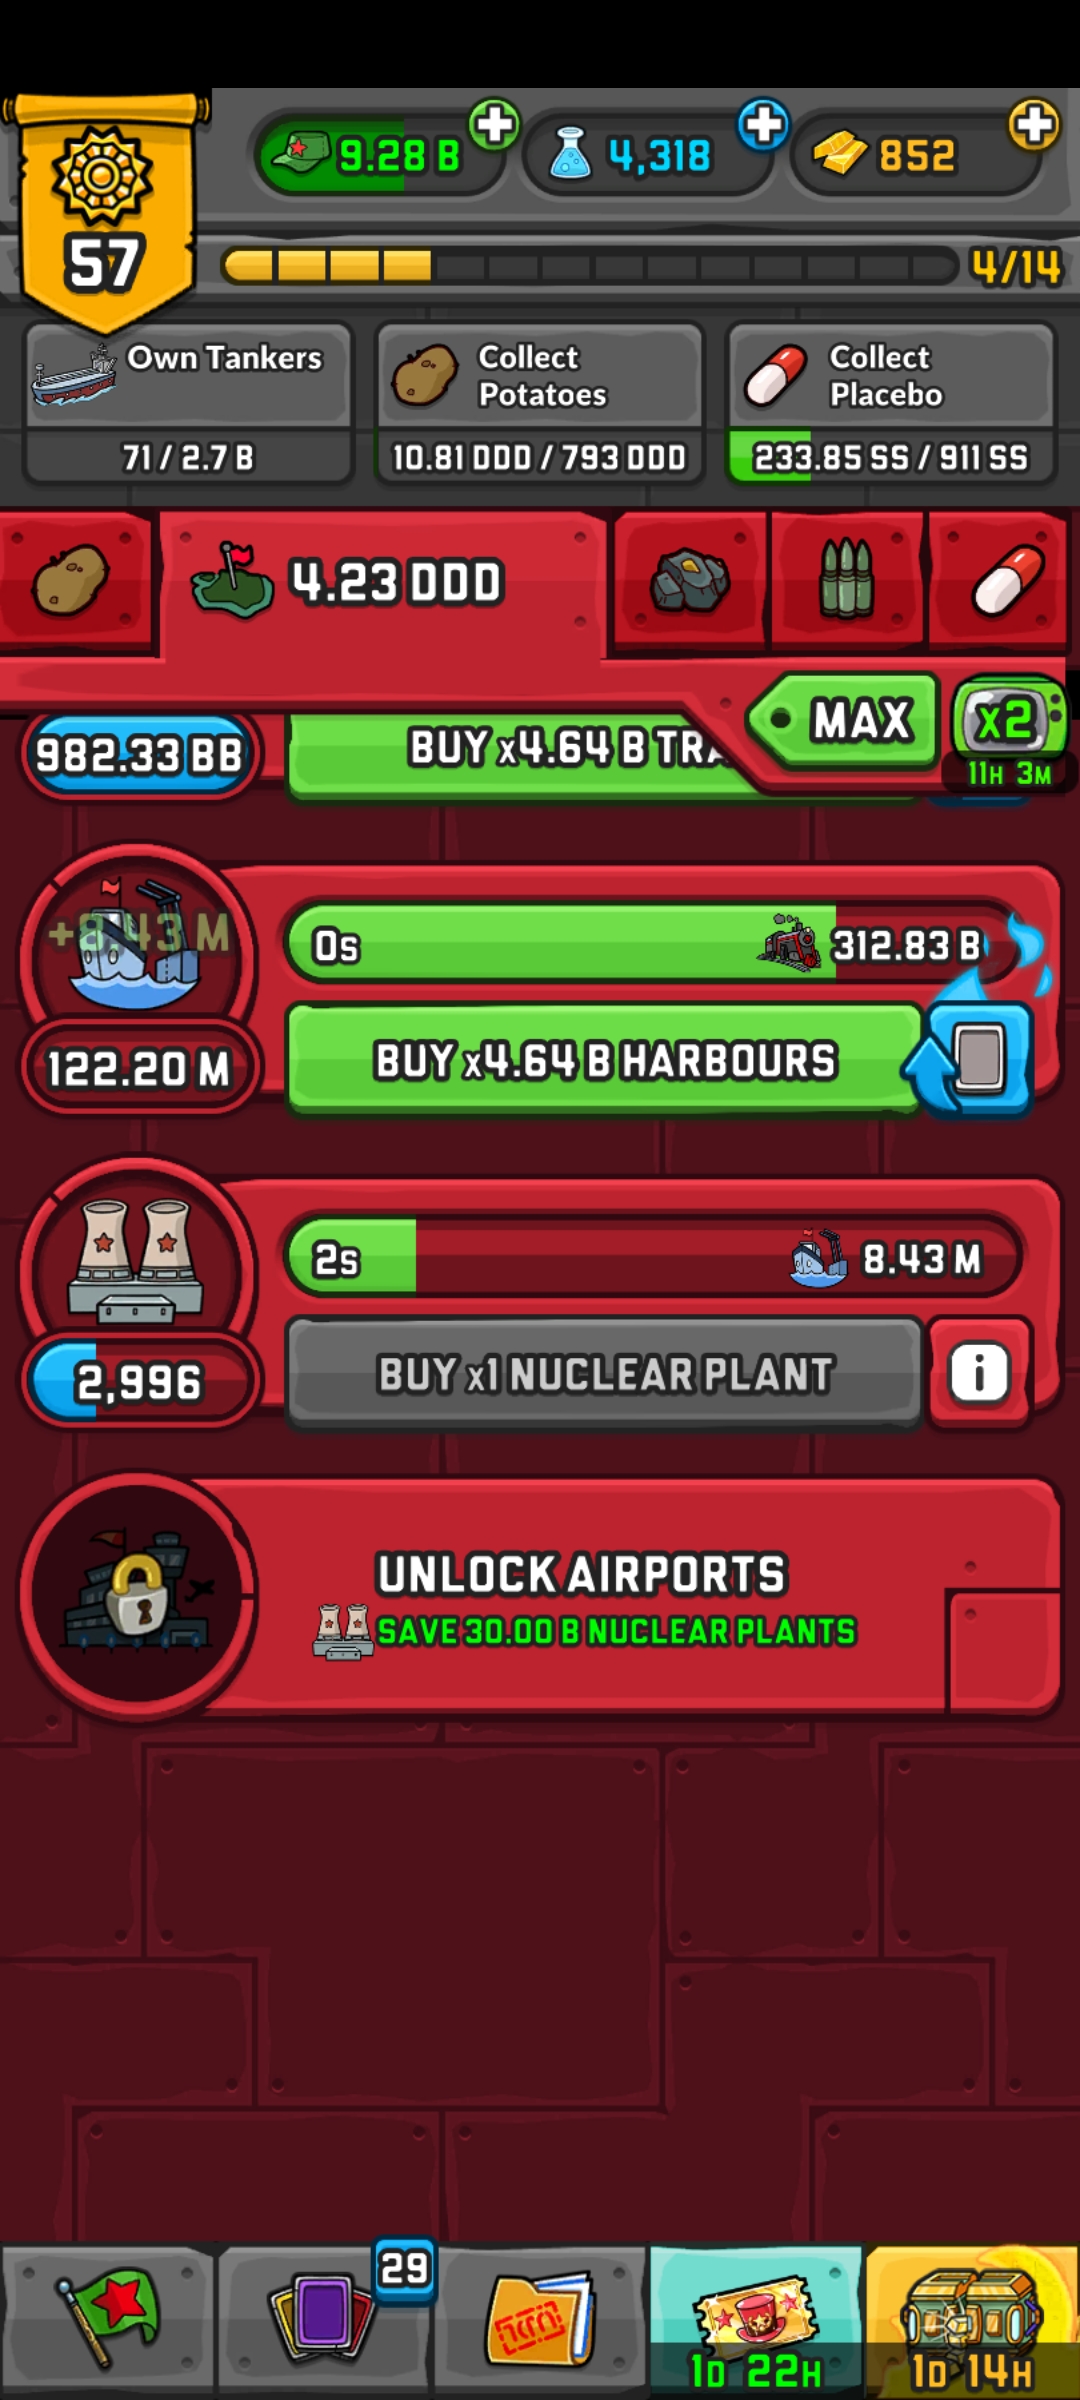 9.28 B
4,318
852
57
4/14
Own Tankers
71 / 2.7 B
Collect
Potatoes
10.81 DDD / 793 DDD
Collect
Placebo
233.85 SS / 911 SS
4.23 DDD
MAX
x2
11H 3M
982.33 BB
BUY x4.64 B TRA
+8.43 M
0s
312.83 B
122.20 M
BUY x4.64 B HARBOURS
2s
8.43 M
2,996
BUY x1 NUCLEAR PLANT
i
UNLOCK AIRPORTS
SAVE 30.00 B NUCLEAR PLANTS
29
1D 22H
1D 14H